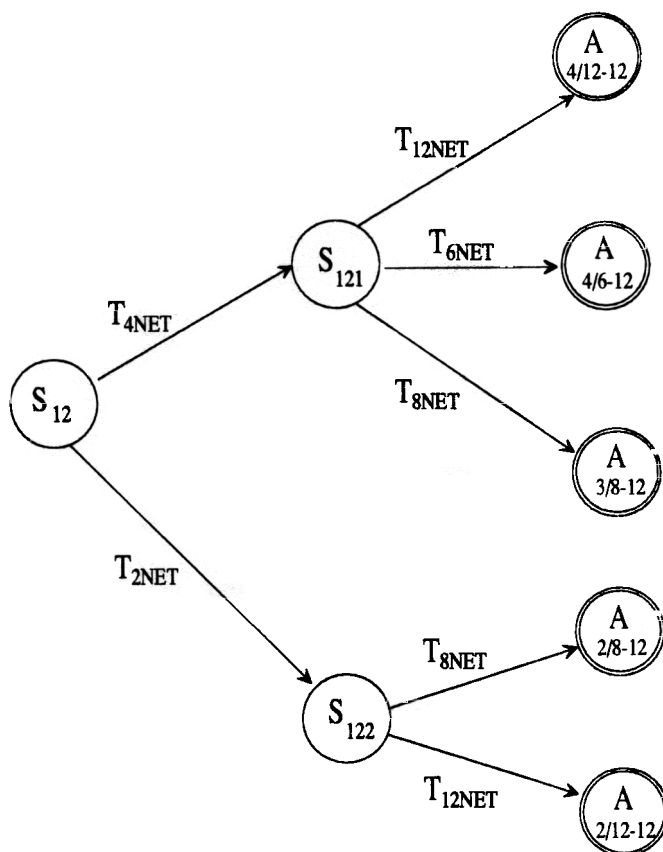 A
4/12-12
T12NET
S121
T6NET
A
4/6-12
T4NET
S12
T8NET
A
3/8-12
T2NET
A
2/8-12
T8NET
S122
T12NET
A
2/12-12